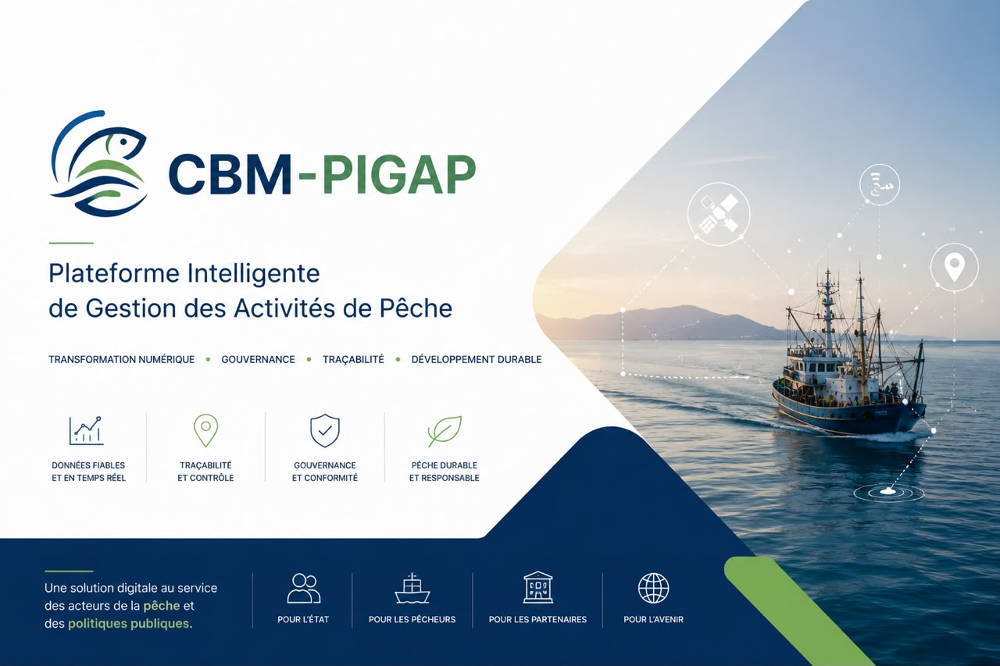 CBM-PIGAP
Plateforme Intelligente
de Gestion des Activités de Pêche
TRANSFORMATION NUMÉRIQUE • GOUVERNANCE • TRAÇABILITÉ • DÉVELOPPEMENT DURABLE
DONNÉES FIABLES
ET EN TEMPS RÉEL
TRAÇABILITÉ
ET CONTRÔLE
GOUVERNANCE
ET CONFORMITÉ
PÊCHE DURABLE
ET RESPONSABLE
Une solution digitale au service
des acteurs de la pêche et
des politiques publiques.
POUR L'ÉTAT
POUR LES PÊCHEURS
POUR LES PARTENAIRES
POUR L'AVENIR